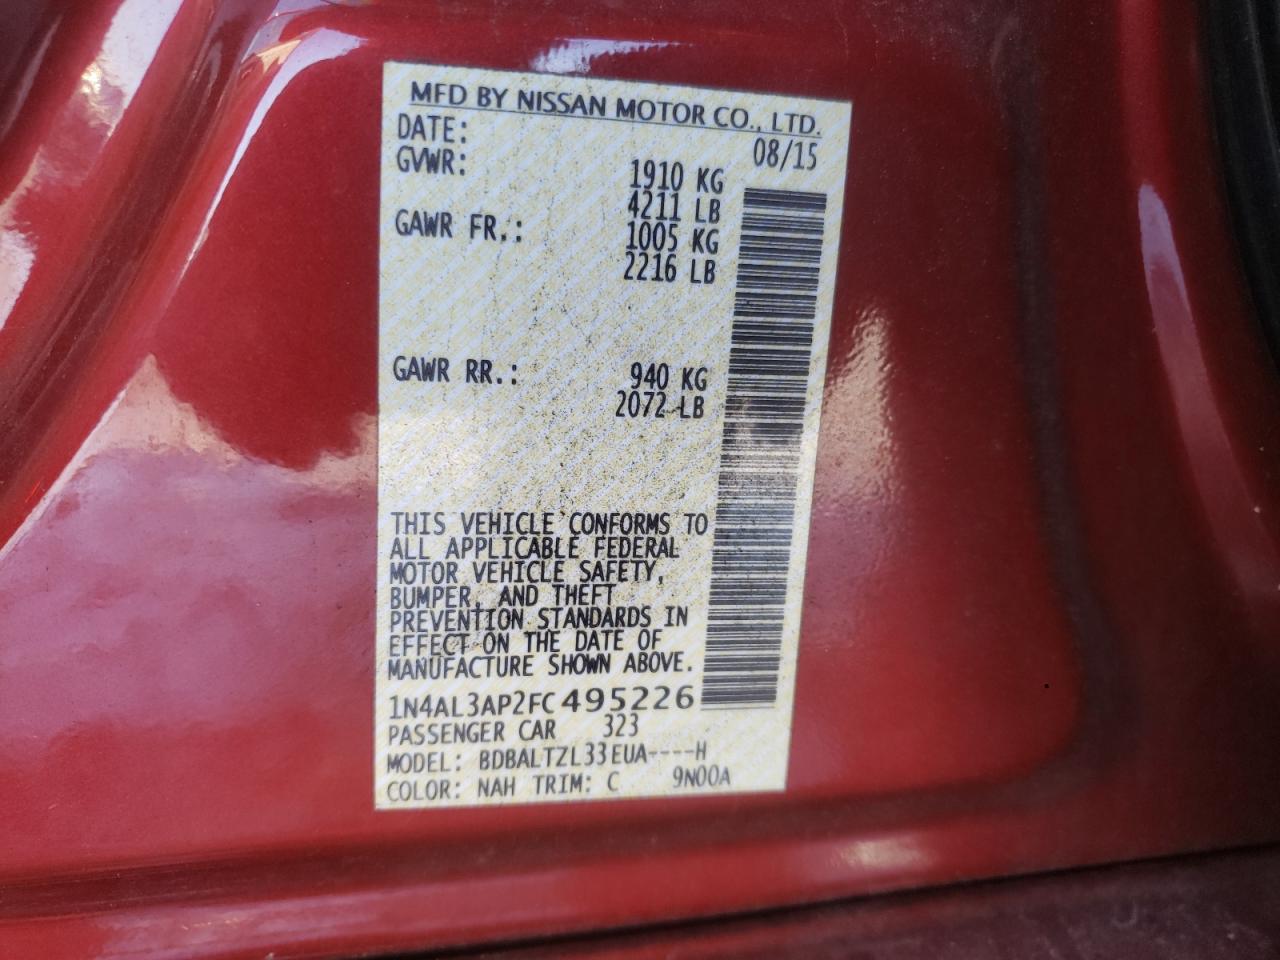 MFD BY NISSAN MOTOR CO., LTD.
DATE: 08/15
GVWR: 1910 KG
4211 LB
GAWR FR.: 1005 KG
2216 LB
GAWR RR.: 940 KG
2072 LB
THIS VEHICLE CONFORMS TO
ALL APPLICABLE FEDERAL
MOTOR VEHICLE SAFETY,
BUMPER, AND THEFT
PREVENTION STANDARDS IN
EFFECT ON THE DATE OF
MANUFACTURE SHOWN ABOVE.
1N4AL3AP2FC495226
PASSENGER CAR 323
MODEL: BDBALTZL33EUA----H
COLOR: NAH TRIM: C 9N00A